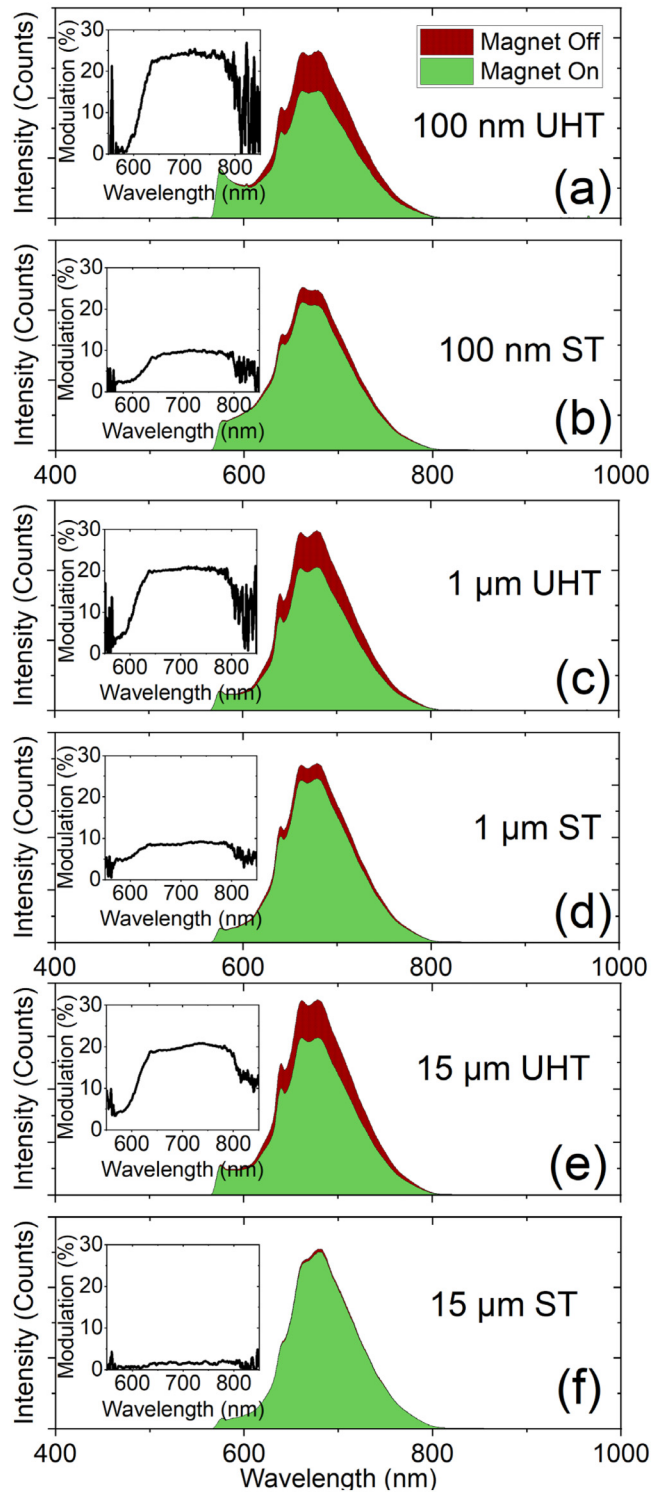 Magnet Off
Magnet On
Intensity (Counts)
Modulation (%)
30
20
10
0
600 700 800
Wavelength (nm)
100 nm UHT
(a)
Intensity (Counts)
Modulation (%)
30
20
10
0
600 700 800
Wavelength (nm)
100 nm ST
(b)
400 600 800 1000
Intensity (Counts)
Modulation (%)
30
20
10
0
600 700 800
Wavelength (nm)
1 µm UHT
(c)
Intensity (Counts)
Modulation (%)
30
20
10
0
600 700 800
Wavelength (nm)
1 µm ST
(d)
400 600 800 1000
Intensity (Counts)
Modulation (%)
30
20
10
0
600 700 800
Wavelength (nm)
15 µm UHT
(e)
Intensity (Counts)
Modulation (%)
30
20
10
0
600 700 800
Wavelength (nm)
15 µm ST
(f)
400 600 800 1000
Wavelength (nm)